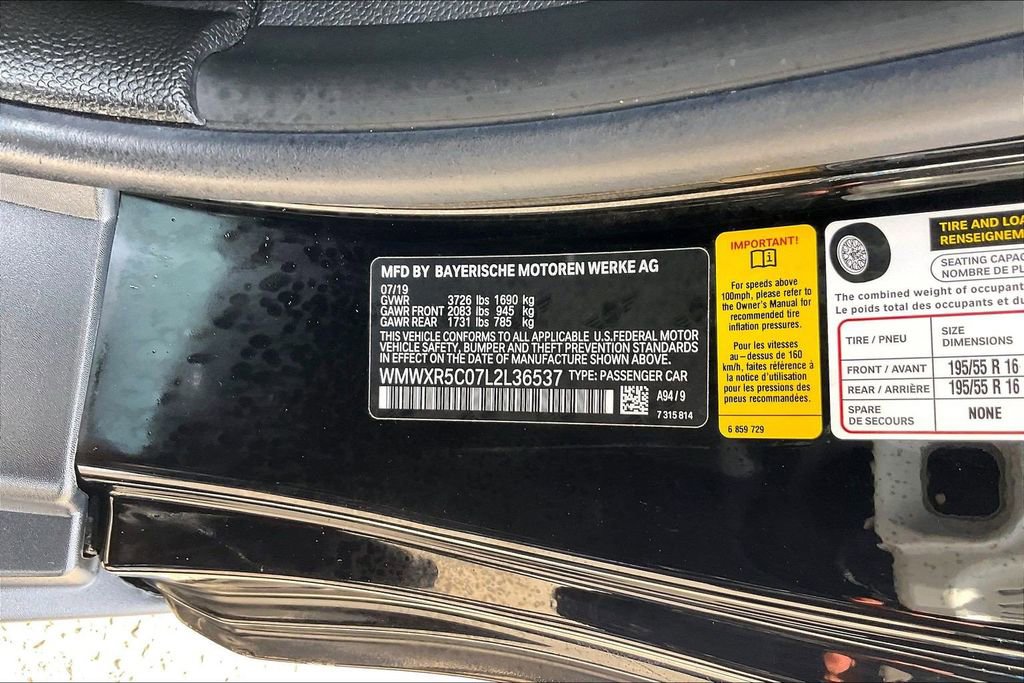 MFD BY BAYERISCHE MOTOREN WERKE AG
07/19
GVWR 3726 lbs 1690 kg
GAWR FRONT 2083 lbs 945 kg
GAWR REAR 1731 lbs 785 kg
THIS VEHICLE CONFORMS TO ALL APPLICABLE U.S.FEDERAL MOTOR
VEHICLE SAFETY, BUMPER AND THEFT PREVENTION STANDARDS
IN EFFECT ON THE DATE OF MANUFACTURE SHOWN ABOVE.
WMWXR5C07L2L36537 TYPE: PASSENGER CAR
A94/9
7 315 814
IMPORTANT!
For speeds above
100mph, please refer to
the Owner's Manual for
recommended tire
inflation pressures.
Pour les vitesses
au-dessus de 160
km/h, faites référence à
la notice d'utilisation
pour les pressions de
pneus recommandées.
6 859 729
TIRE AND LOA
RENSEIGNEM
SEATING CAPAC
NOMBRE DE PL
The combined weight of occupants
Le poids total des occupants et du
TIRE / PNEU SIZE
DIMENSIONS
FRONT / AVANT 195/55 R 16
REAR / ARRIÈRE 195/55 R 16
SPARE
DE SECOURS NONE